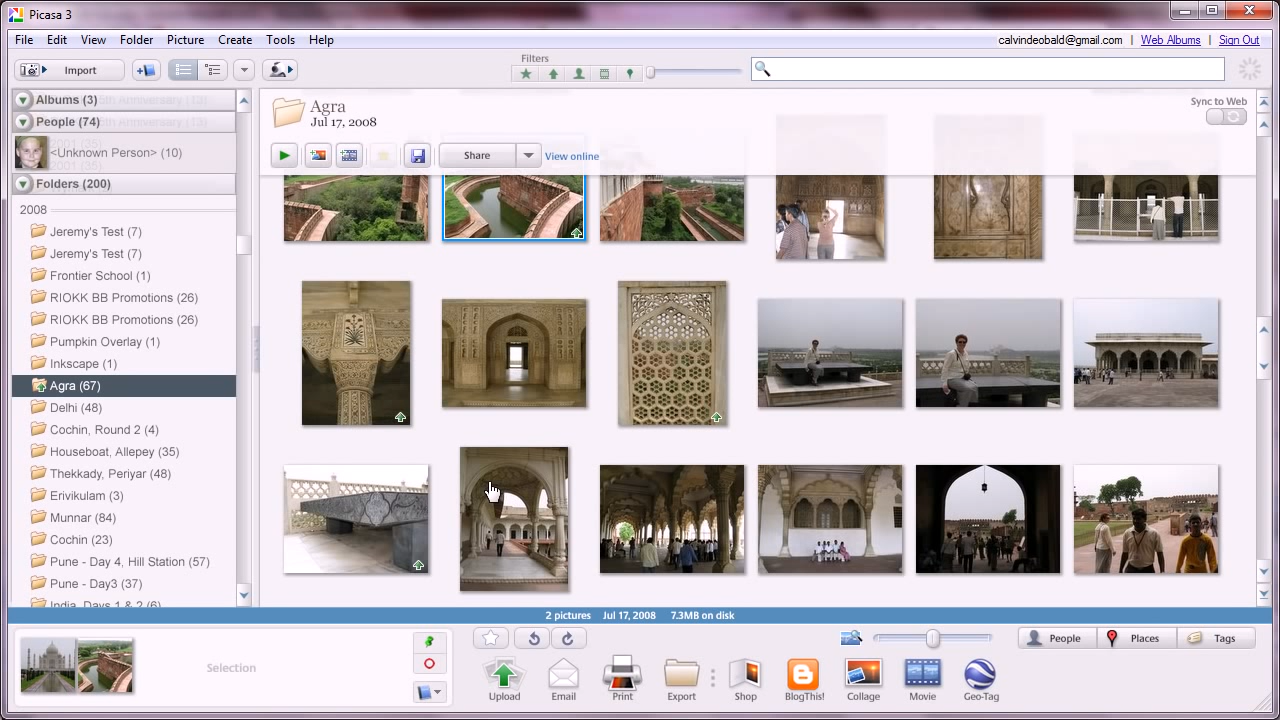 Picasa 3
File Edit View Folder Picture Create Tools Help
calvindeobald@gmail.com | Web Albums | Sign Out
Import
Filters
Albums (3)
People (74)
<Unknown Person> (10)
Folders (200)
2008
Jeremy's Test (7)
Jeremy's Test (7)
Frontier School (1)
RIOKK BB Promotions (26)
RIOKK BB Promotions (26)
Pumpkin Overlay (1)
Inkscape (1)
Agra (67)
Delhi (48)
Cochin, Round 2 (4)
Houseboat, Allepey (35)
Thekkady, Periyar (48)
Erivikulam (3)
Munnar (84)
Cochin (23)
Pune - Day 4, Hill Station (57)
Pune - Day3 (37)
India, Days 1 & 2 (6)
Agra
Jul 17, 2008
Sync to Web
Share
View online
2 pictures Jul 17, 2008 7.3MB on disk
Selection
People
Places
Tags
Upload
Email
Print
Export
Shop
BlogThis!
Collage
Movie
Geo-Tag